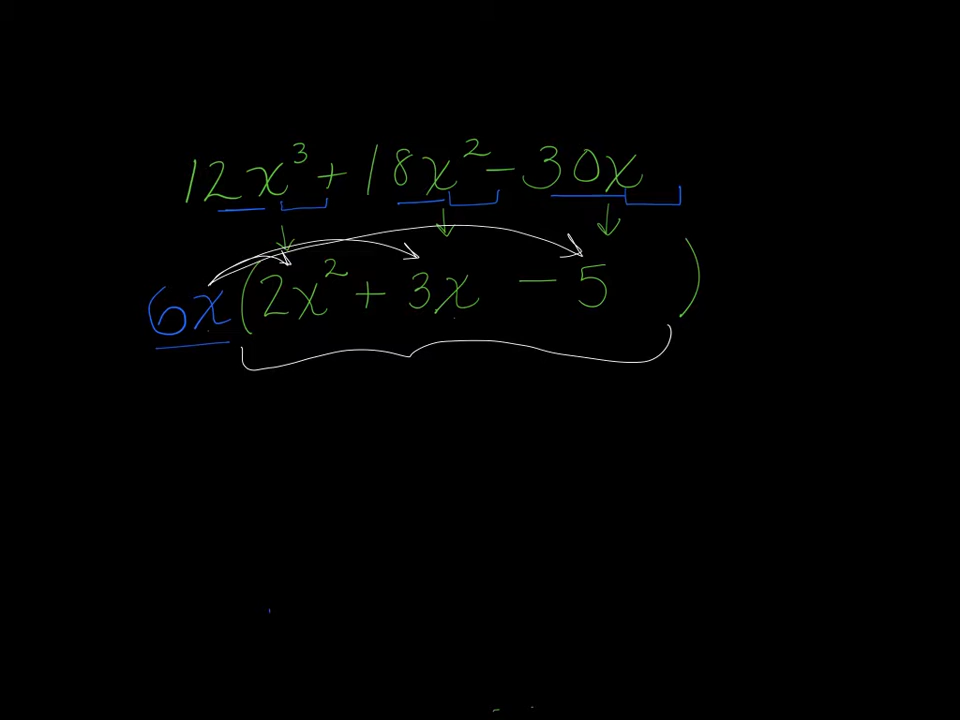 12x³ + 18x² - 30x
6x(2x² + 3x - 5)